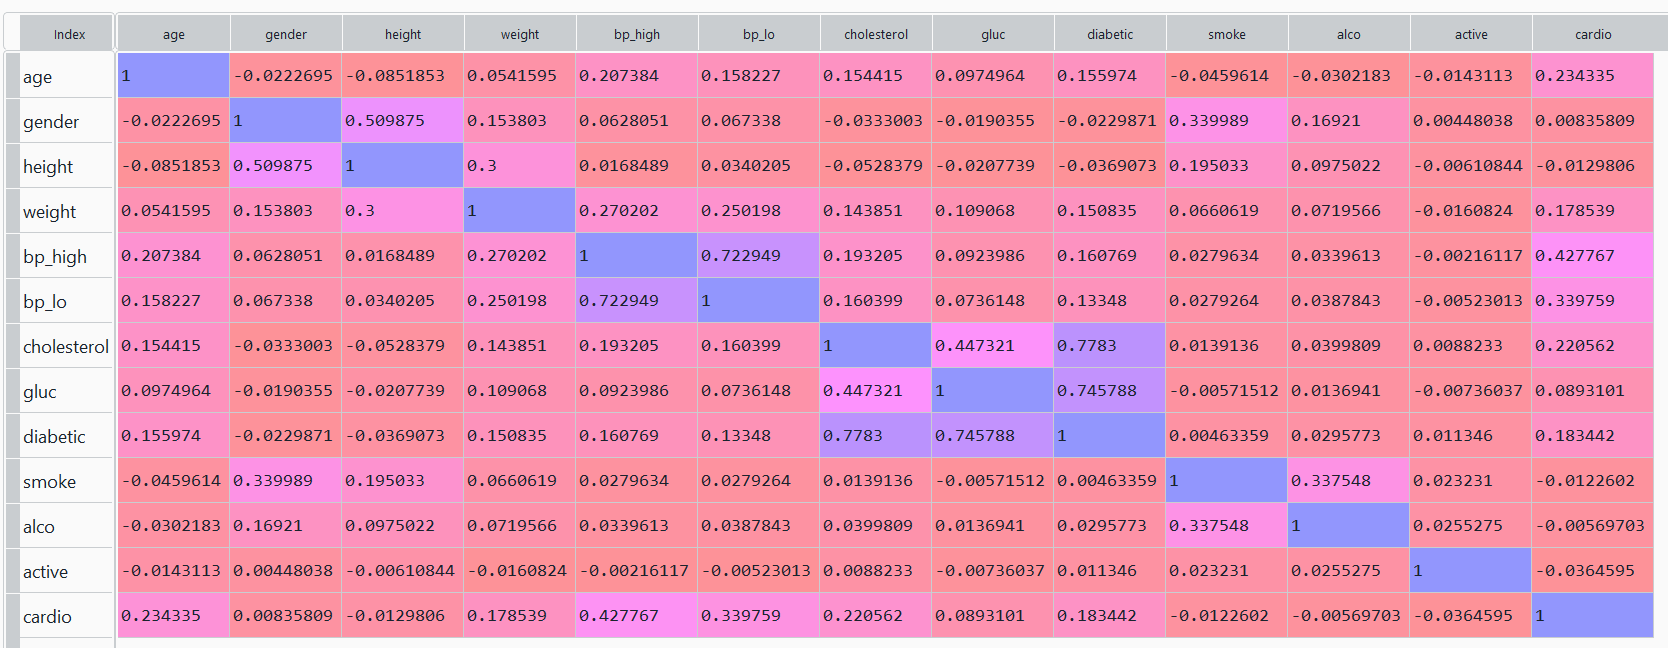 Index age gender height weight bp_high bp_lo cholesterol gluc diabetic smoke alco active cardio
age 1 -0.0222695 -0.0851853 0.0541595 0.207384 0.158227 0.154415 0.0974964 0.155974 -0.0459614 -0.0302183 -0.0143113 0.234335
gender -0.0222695 1 0.509875 0.153803 0.0628051 0.067338 -0.0333003 -0.0190355 -0.0229871 0.339989 0.16921 0.00448038 0.00835809
height -0.0851853 0.509875 1 0.3 0.0168489 0.0340205 -0.0528379 -0.0207739 -0.0369073 0.195033 0.0975022 -0.00610844 -0.0129806
weight 0.0541595 0.153803 0.3 1 0.270202 0.250198 0.143851 0.109068 0.150835 0.0660619 0.0719566 -0.0160824 0.178539
bp_high 0.207384 0.0628051 0.0168489 0.270202 1 0.722949 0.193205 0.0923986 0.160769 0.0279634 0.0339613 -0.00216117 0.427767
bp_lo 0.158227 0.067338 0.0340205 0.250198 0.722949 1 0.160399 0.0736148 0.13348 0.0279264 0.0387843 -0.00523013 0.339759
cholesterol 0.154415 -0.0333003 -0.0528379 0.143851 0.193205 0.160399 1 0.447321 0.7783 0.0139136 0.0399809 0.0088233 0.220562
gluc 0.0974964 -0.0190355 -0.0207739 0.109068 0.0923986 0.0736148 0.447321 1 0.745788 -0.00571512 0.0136941 -0.00736037 0.0893101
diabetic 0.155974 -0.0229871 -0.0369073 0.150835 0.160769 0.13348 0.7783 0.745788 1 0.00463359 0.0295773 0.011346 0.183442
smoke -0.0459614 0.339989 0.195033 0.0660619 0.0279634 0.0279264 0.0139136 -0.00571512 0.00463359 1 0.337548 0.023231 -0.0122602
alco -0.0302183 0.16921 0.0975022 0.0719566 0.0339613 0.0387843 0.0399809 0.0136941 0.0295773 0.337548 1 0.0255275 -0.00569703
active -0.0143113 0.00448038 -0.00610844 -0.0160824 -0.00216117 -0.00523013 0.0088233 -0.00736037 0.011346 0.023231 0.0255275 1 -0.0364595
cardio 0.234335 0.00835809 -0.0129806 0.178539 0.427767 0.339759 0.220562 0.0893101 0.183442 -0.0122602 -0.00569703 -0.0364595 1